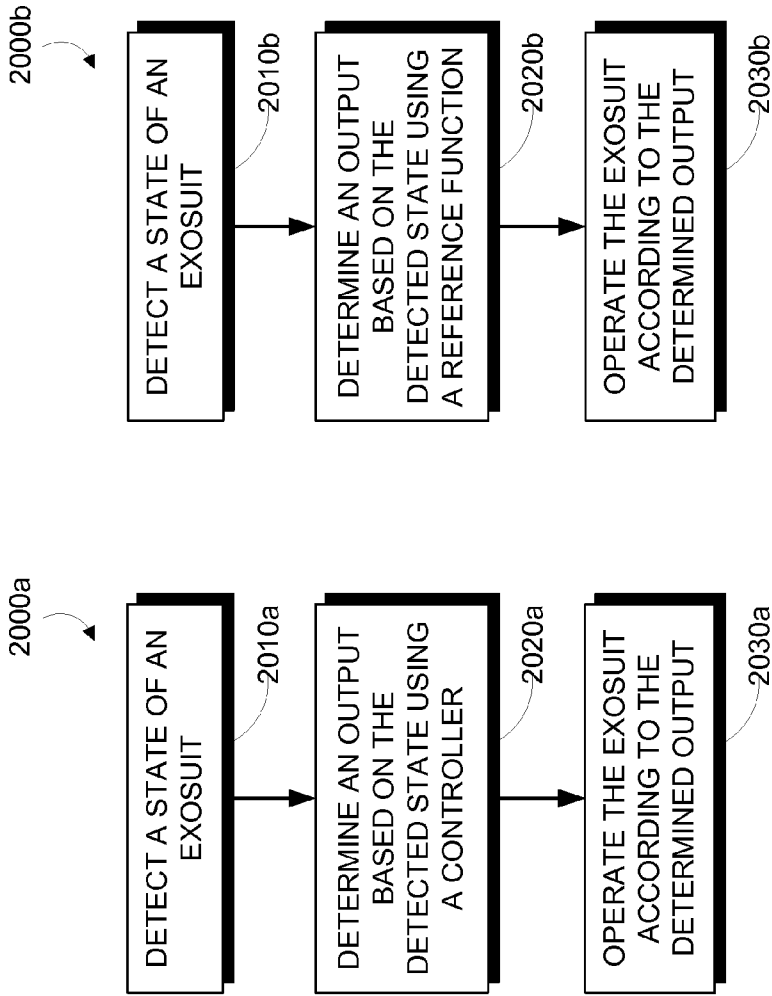 2000a
DETECT A STATE OF AN
EXOSUIT
2010a
DETERMINE AN OUTPUT
BASED ON THE
DETECTED STATE USING
A CONTROLLER
2020a
OPERATE THE EXOSUIT
ACCORDING TO THE
DETERMINED OUTPUT
2030a
2000b
DETECT A STATE OF AN
EXOSUIT
2010b
DETERMINE AN OUTPUT
BASED ON THE
DETECTED STATE USING
A REFERENCE FUNCTION
2020b
OPERATE THE EXOSUIT
ACCORDING TO THE
DETERMINED OUTPUT
2030b